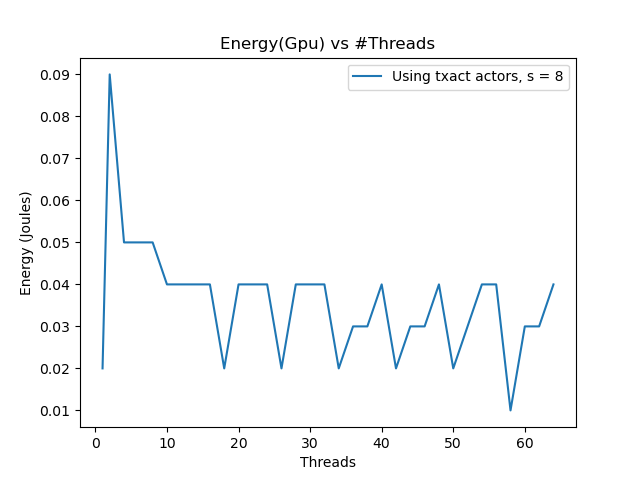 Energy(Gpu) vs #Threads
Using txact actors, s = 8
Energy (Joules)
0.09
0.08
0.07
0.06
0.05
0.04
0.03
0.02
0.01
0 10 20 30 40 50 60
Threads